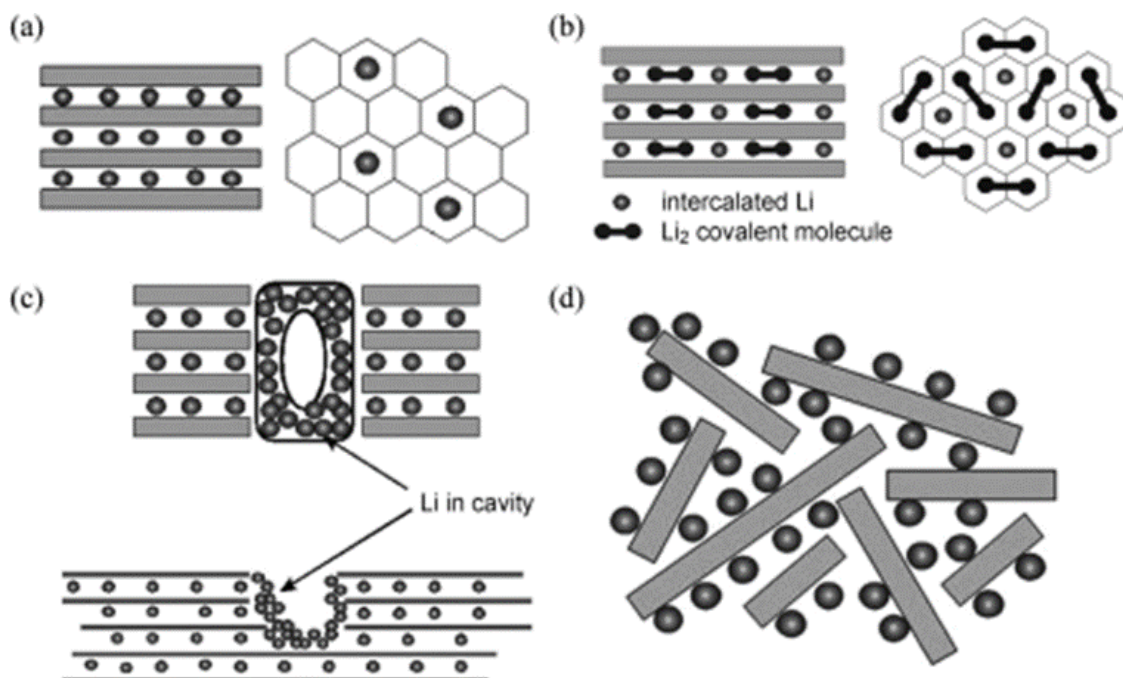 (a)
(b)
intercalated Li
Li₂ covalent molecule
(c)
Li in cavity
(d)